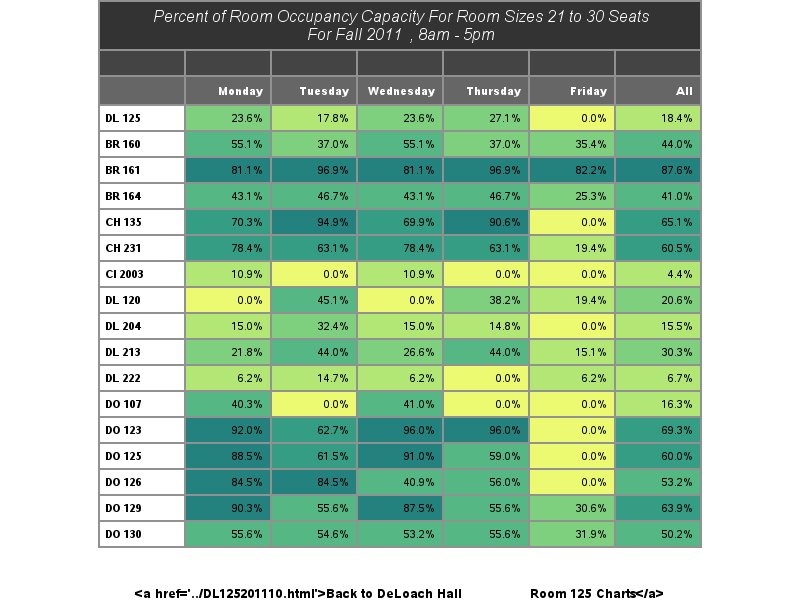 Percent of Room Occupancy Capacity For Room Sizes 21 to 30 Seats
For Fall 2011 , 8am - 5pm
Monday Tuesday Wednesday Thursday Friday All
DL 125 23.6% 17.8% 23.6% 27.1% 0.0% 18.4%
BR 160 55.1% 37.0% 55.1% 37.0% 35.4% 44.0%
BR 161 81.1% 96.9% 81.1% 96.9% 82.2% 87.6%
BR 164 43.1% 46.7% 43.1% 46.7% 25.3% 41.0%
CH 135 70.3% 94.9% 69.9% 90.6% 0.0% 65.1%
CH 231 78.4% 63.1% 78.4% 63.1% 19.4% 60.5%
CI 2003 10.9% 0.0% 10.9% 0.0% 0.0% 4.4%
DL 120 0.0% 45.1% 0.0% 38.2% 19.4% 20.6%
DL 204 15.0% 32.4% 15.0% 14.8% 0.0% 15.5%
DL 213 21.8% 44.0% 26.6% 44.0% 15.1% 30.3%
DL 222 6.2% 14.7% 6.2% 0.0% 6.2% 6.7%
DO 107 40.3% 0.0% 41.0% 0.0% 0.0% 16.3%
DO 123 92.0% 62.7% 96.0% 96.0% 0.0% 69.3%
DO 125 88.5% 61.5% 91.0% 59.0% 0.0% 60.0%
DO 126 84.5% 84.5% 40.9% 56.0% 0.0% 53.2%
DO 129 90.3% 55.6% 87.5% 55.6% 30.6% 63.9%
DO 130 55.6% 54.6% 53.2% 55.6% 31.9% 50.2%
<a href='../DL125201110.html'>Back to DeLoach Hall Room 125 Charts</a>